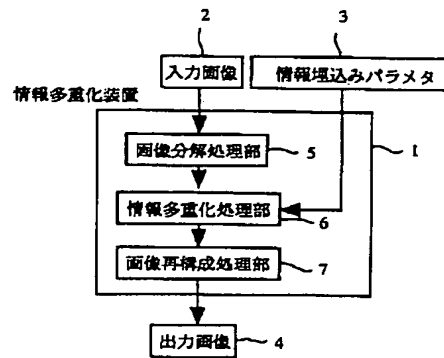 2
3
入力画像
情報埋込みパラメタ
情報多重化装置
画像分解処理部
5
1
情報多重化処理部
6
画像再構成処理部
7
出力画像
4